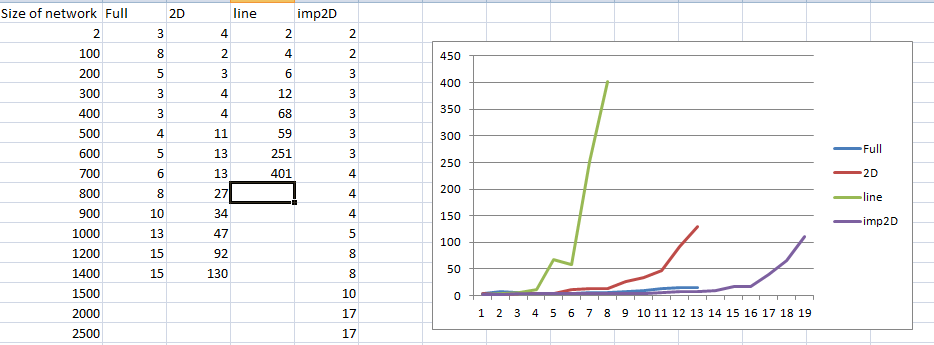 Size of network Full 2D line imp2D
2 3 4 2 2
100 8 2 4 2
200 5 3 6 3
300 3 4 12 3
400 3 4 68 3
500 4 11 59 3
600 5 13 251 3
700 6 13 401 4
800 8 27 4
900 10 34 4
1000 13 47 5
1200 15 92 8
1400 15 130 8
1500 10
2000 17
2500 17
450
400
350
300
250
200
150
100
50
0
1 2 3 4 5 6 7 8 9 10 11 12 13 14 15 16 17 18 19
Full
2D
line
imp2D